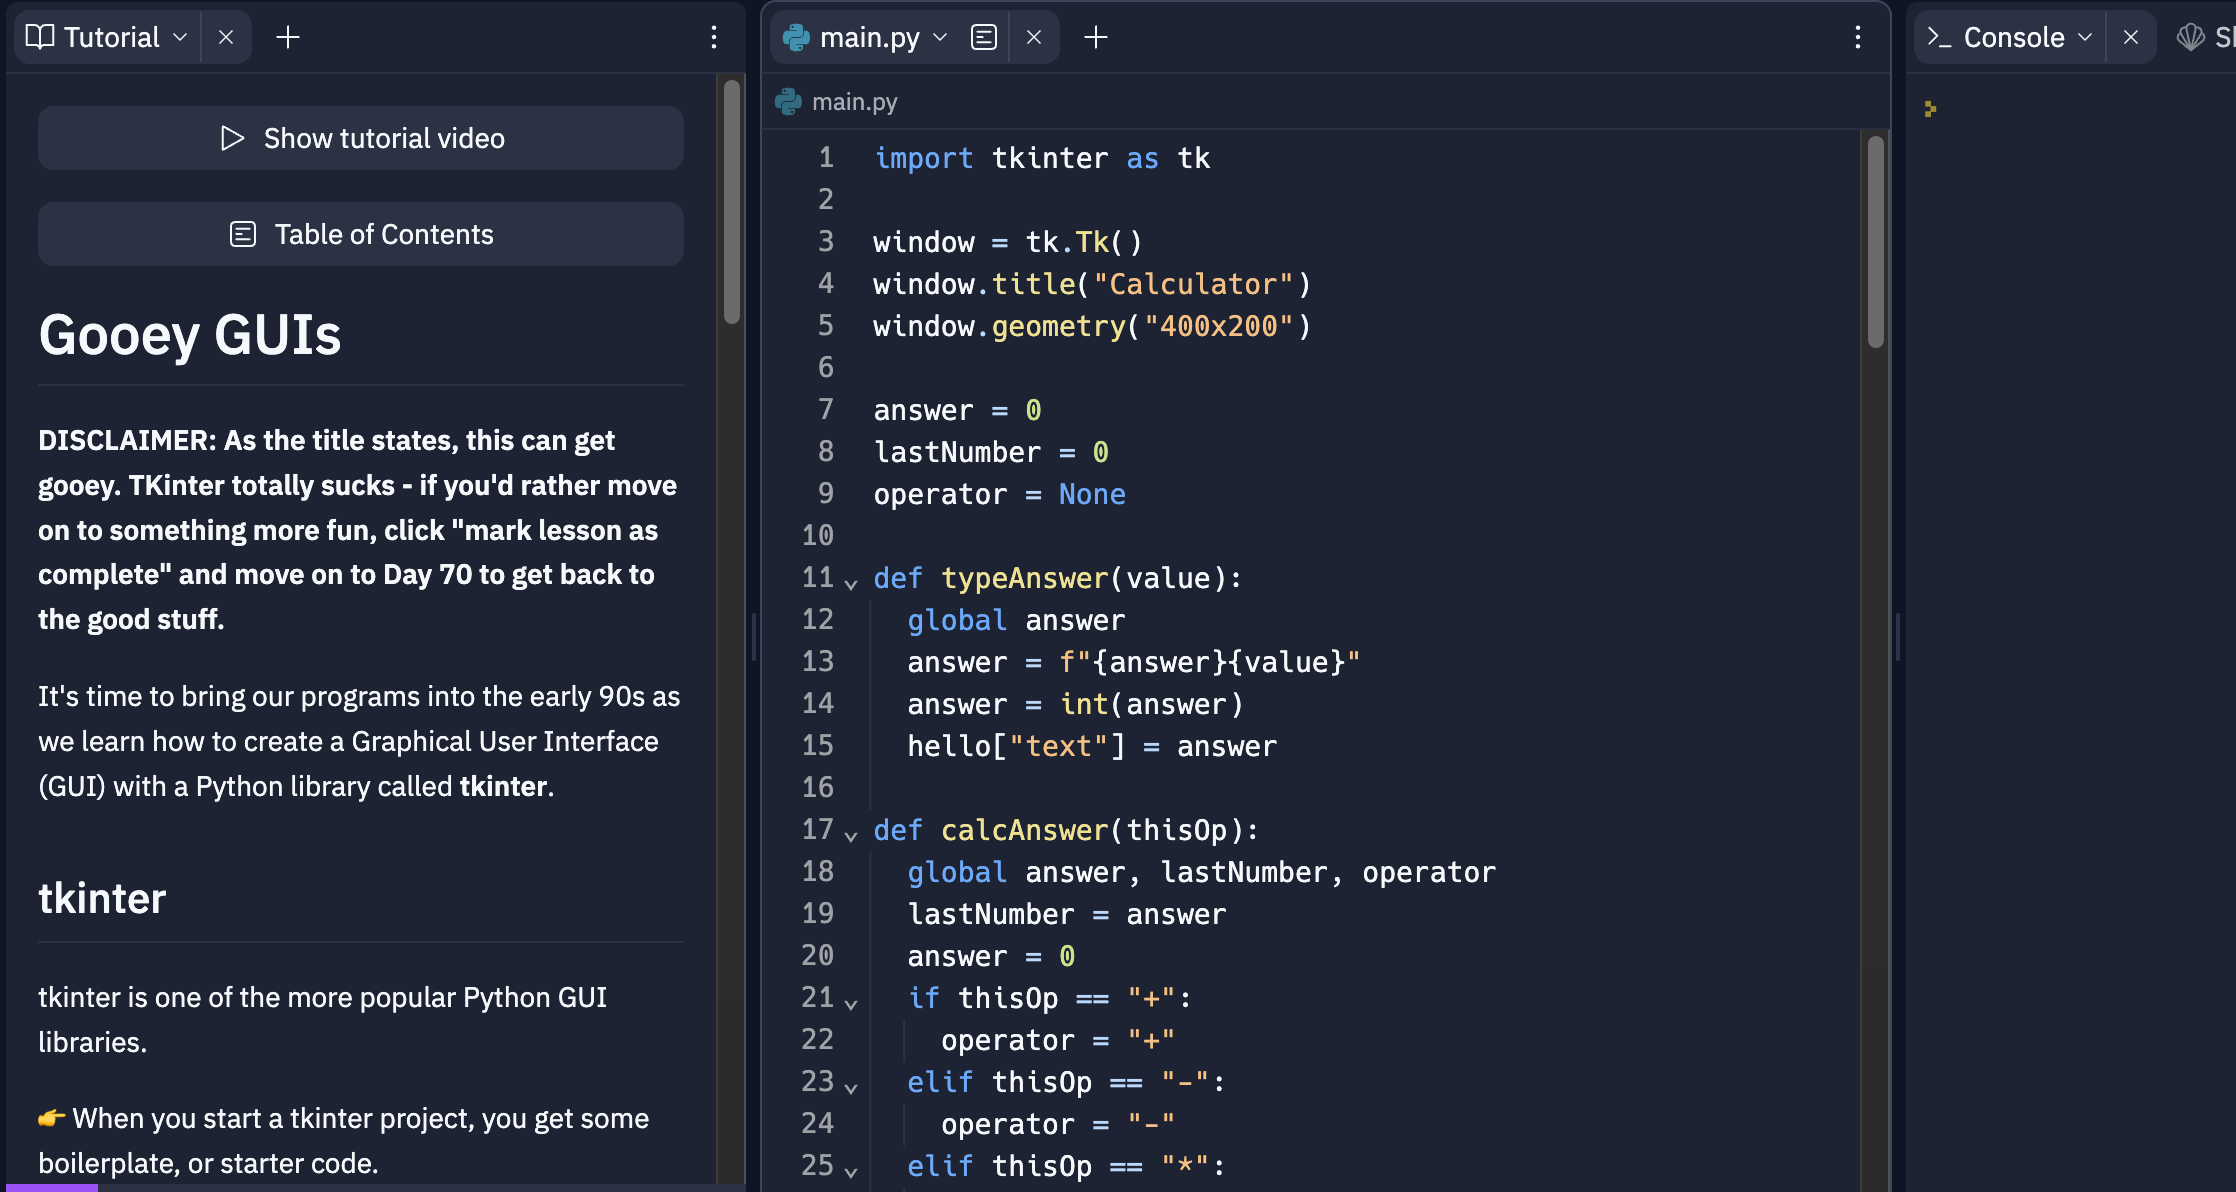 Tutorial
Show tutorial video
Table of Contents
Gooey GUIs
DISCLAIMER: As the title states, this can get
gooey. TKinter totally sucks - if you'd rather move
on to something more fun, click "mark lesson as
complete" and move on to Day 70 to get back to
the good stuff.
It's time to bring our programs into the early 90s as
we learn how to create a Graphical User Interface
(GUI) with a Python library called tkinter.
tkinter
tkinter is one of the more popular Python GUI
libraries.
👉 When you start a tkinter project, you get some
boilerplate, or starter code.
main.py
main.py
1 import tkinter as tk
2
3 window = tk.Tk()
4 window.title("Calculator")
5 window.geometry("400x200")
6
7 answer = 0
8 lastNumber = 0
9 operator = None
10
11 def typeAnswer(value):
12   global answer
13   answer = f"{answer}{value}"
14   answer = int(answer)
15   hello["text"] = answer
16
17 def calcAnswer(thisOp):
18   global answer, lastNumber, operator
19   lastNumber = answer
20   answer = 0
21   if thisOp == "+":
22     operator = "+"
23   elif thisOp == "-":
24     operator = "-"
25   elif thisOp == "*":
Console